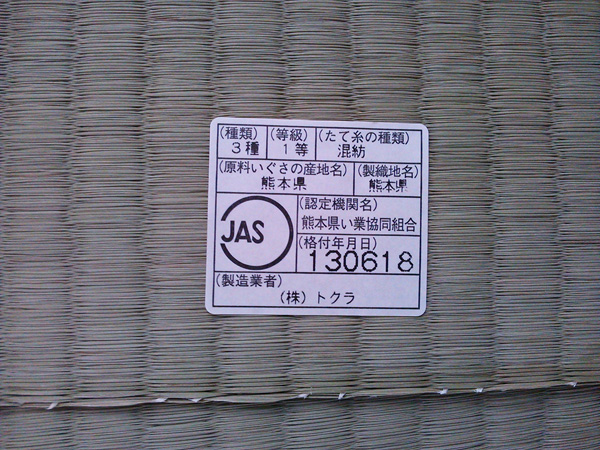 (種類) (等級) (たて糸の種類)
3種 1等 混紡
(原料いぐさの産地名) (製織地名)
熊本県 熊本県
JAS
(認定機関名)
熊本県い業協同組合
(格付年月日)
130618
(製造業者)
(株)トクラ